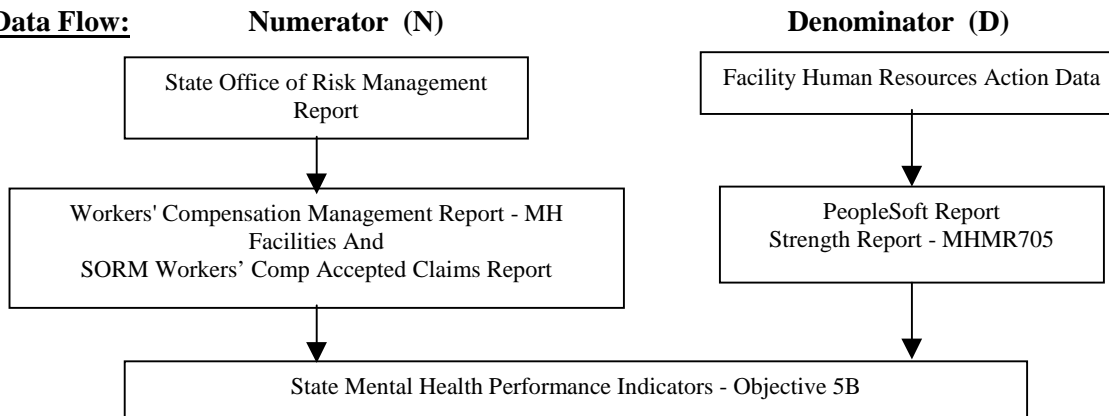 Data Flow: Numerator (N) Denominator (D)
State Office of Risk Management
Report
Facility Human Resources Action Data
Workers' Compensation Management Report - MH
Facilities And
SORM Workers’ Comp Accepted Claims Report
PeopleSoft Report
Strength Report - MHMR705
State Mental Health Performance Indicators - Objective 5B